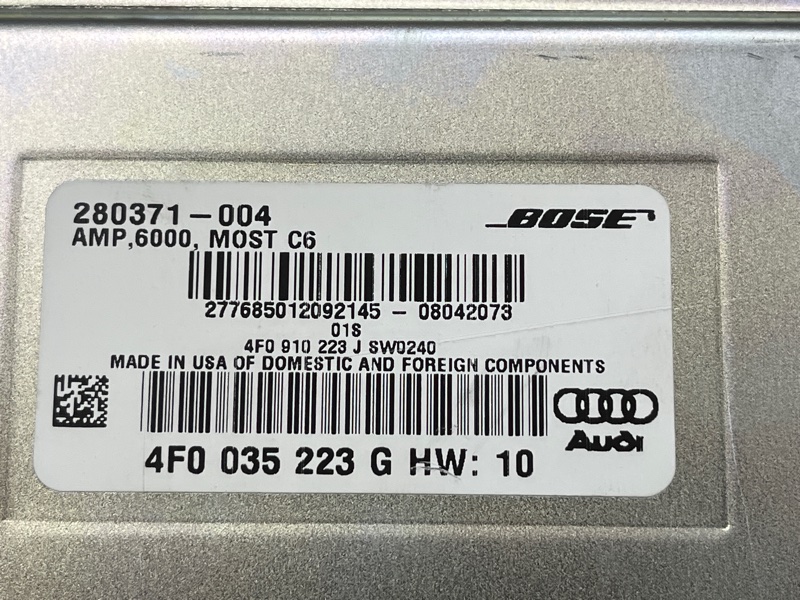 280371-004
BOSE
AMP,6000, MOST C6
277685012092145 - 08042073
01S
4F0 910 223 J SW0240
MADE IN USA OF DOMESTIC AND FOREIGN COMPONENTS
Audi
4F0 035 223 G HW: 10